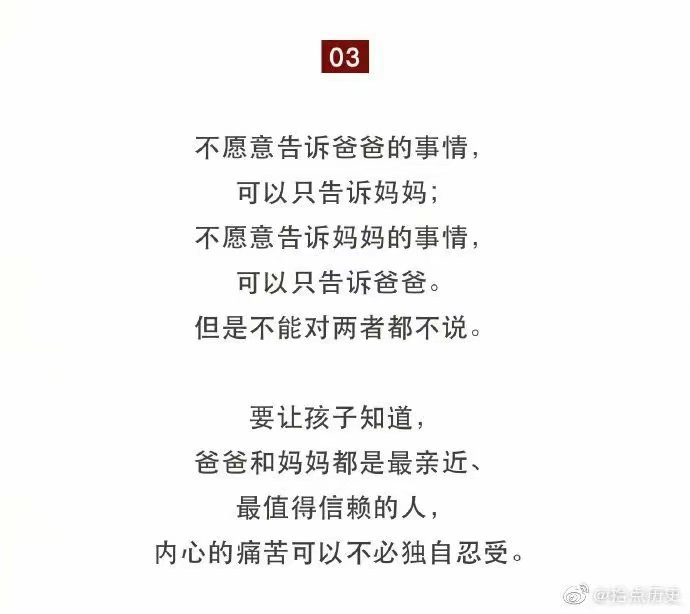 03
不愿意告诉爸爸的事情，
可以只告诉妈妈；
不愿意告诉妈妈的事情，
可以只告诉爸爸。
但是不能对两者都不说。
要让孩子知道，
爸爸和妈妈都是最亲近、
最值得信赖的人，
内心的痛苦可以不必独自忍受。
@拾点历史